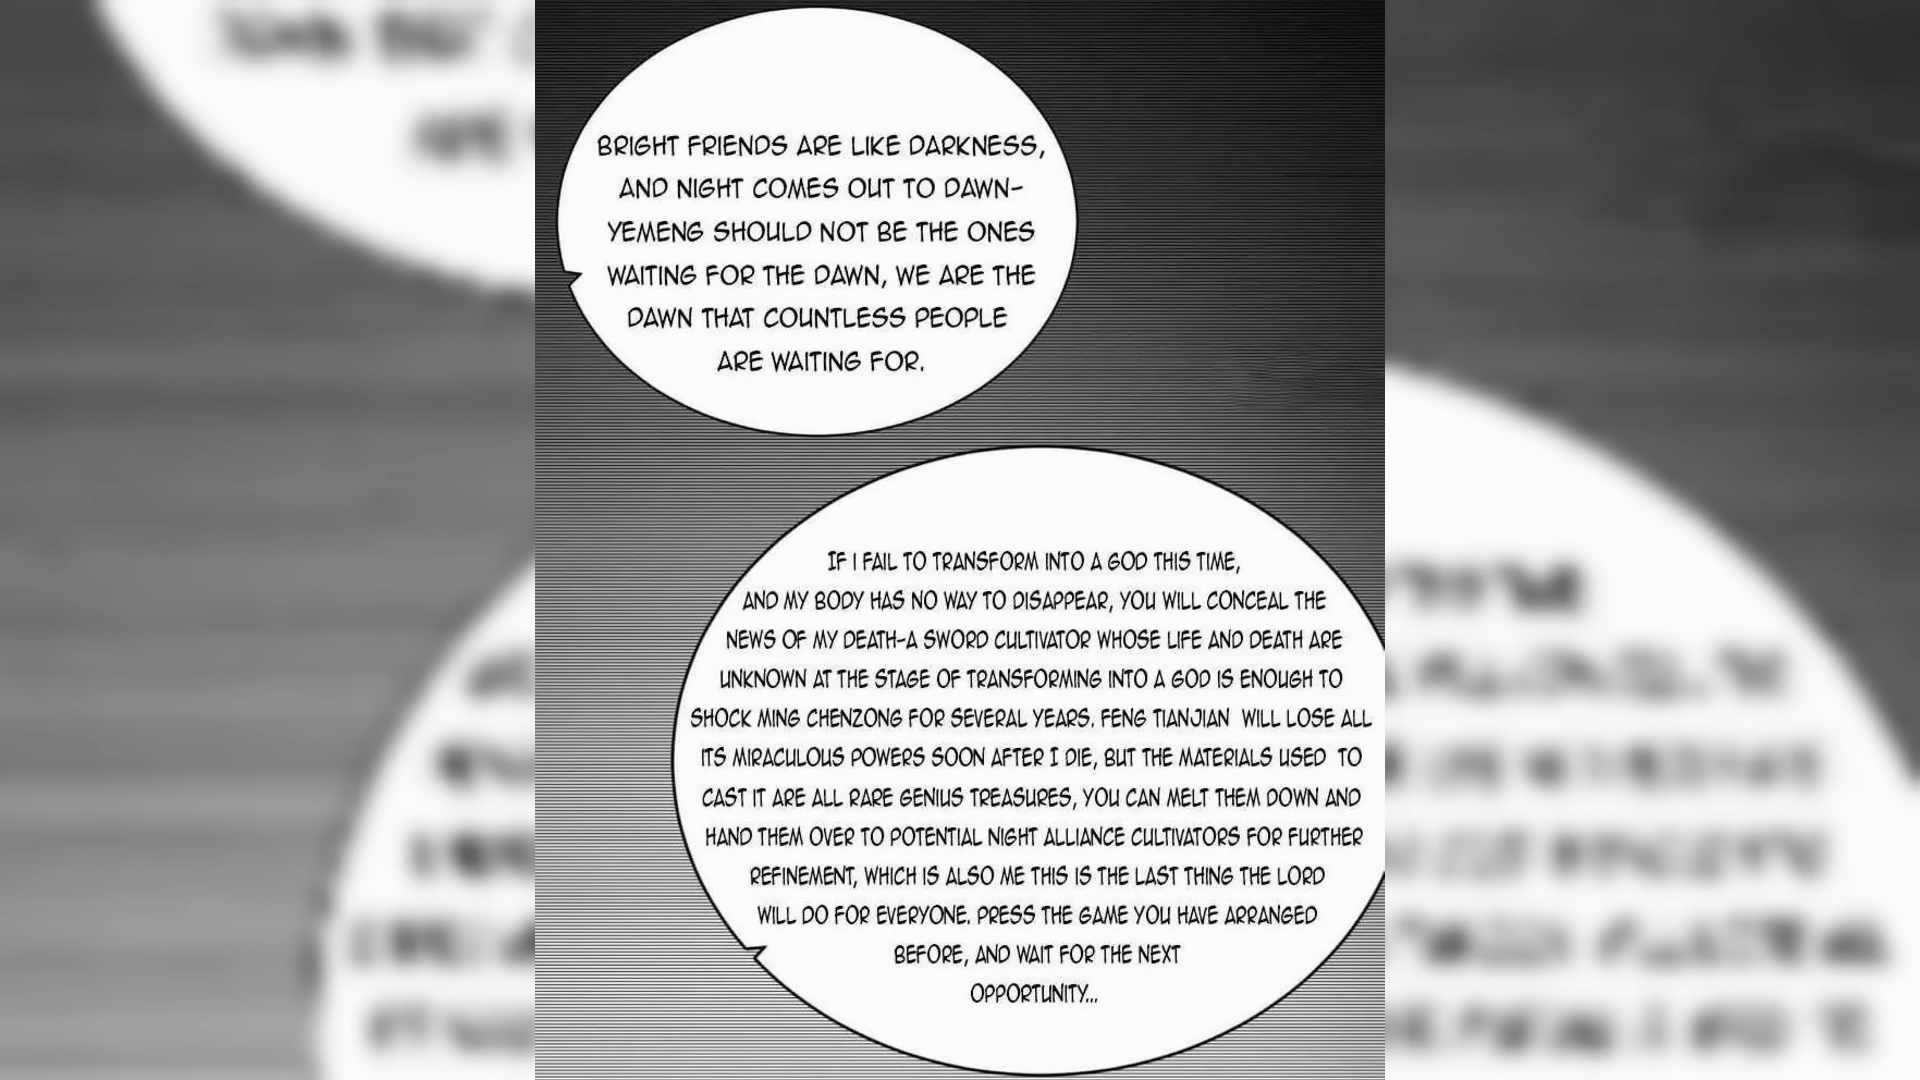 BRIGHT FRIENDS ARE LIKE DARKNESS,
AND NIGHT COMES OUT TO DAWN-
YEMENG SHOULD NOT BE THE ONES
WAITING FOR THE DAWN, WE ARE THE
DAWN THAT COUNTLESS PEOPLE
ARE WAITING FOR.
IF I FAIL TO TRANSFORM INTO A GOD THIS TIME,
AND MY BODY HAS NO WAY TO DISAPPEAR, YOU WILL CONCEAL THE
NEWS OF MY DEATH-A SWORD CULTIVATOR WHOSE LIFE AND DEATH ARE
UNKNOWN AT THE STAGE OF TRANSFORMING INTO A GOD IS ENOUGH TO
SHOCK MING CHENZONG FOR SEVERAL YEARS. FENG TIANJIAN WILL LOSE ALL
ITS MIRACULOUS POWERS SOON AFTER I DIE, BUT THE MATERIALS USED TO
CAST IT ARE ALL RARE GENIUS TREASURES, YOU CAN MELT THEM DOWN AND
HAND THEM OVER TO POTENTIAL NIGHT ALLIANCE CULTIVATORS FOR FURTHER
REFINEMENT, WHICH IS ALSO ME THIS IS THE LAST THING THE LORD
WILL DO FOR EVERYONE. PRESS THE GAME YOU HAVE ARRANGED
BEFORE, AND WAIT FOR THE NEXT
OPPORTUNITY...